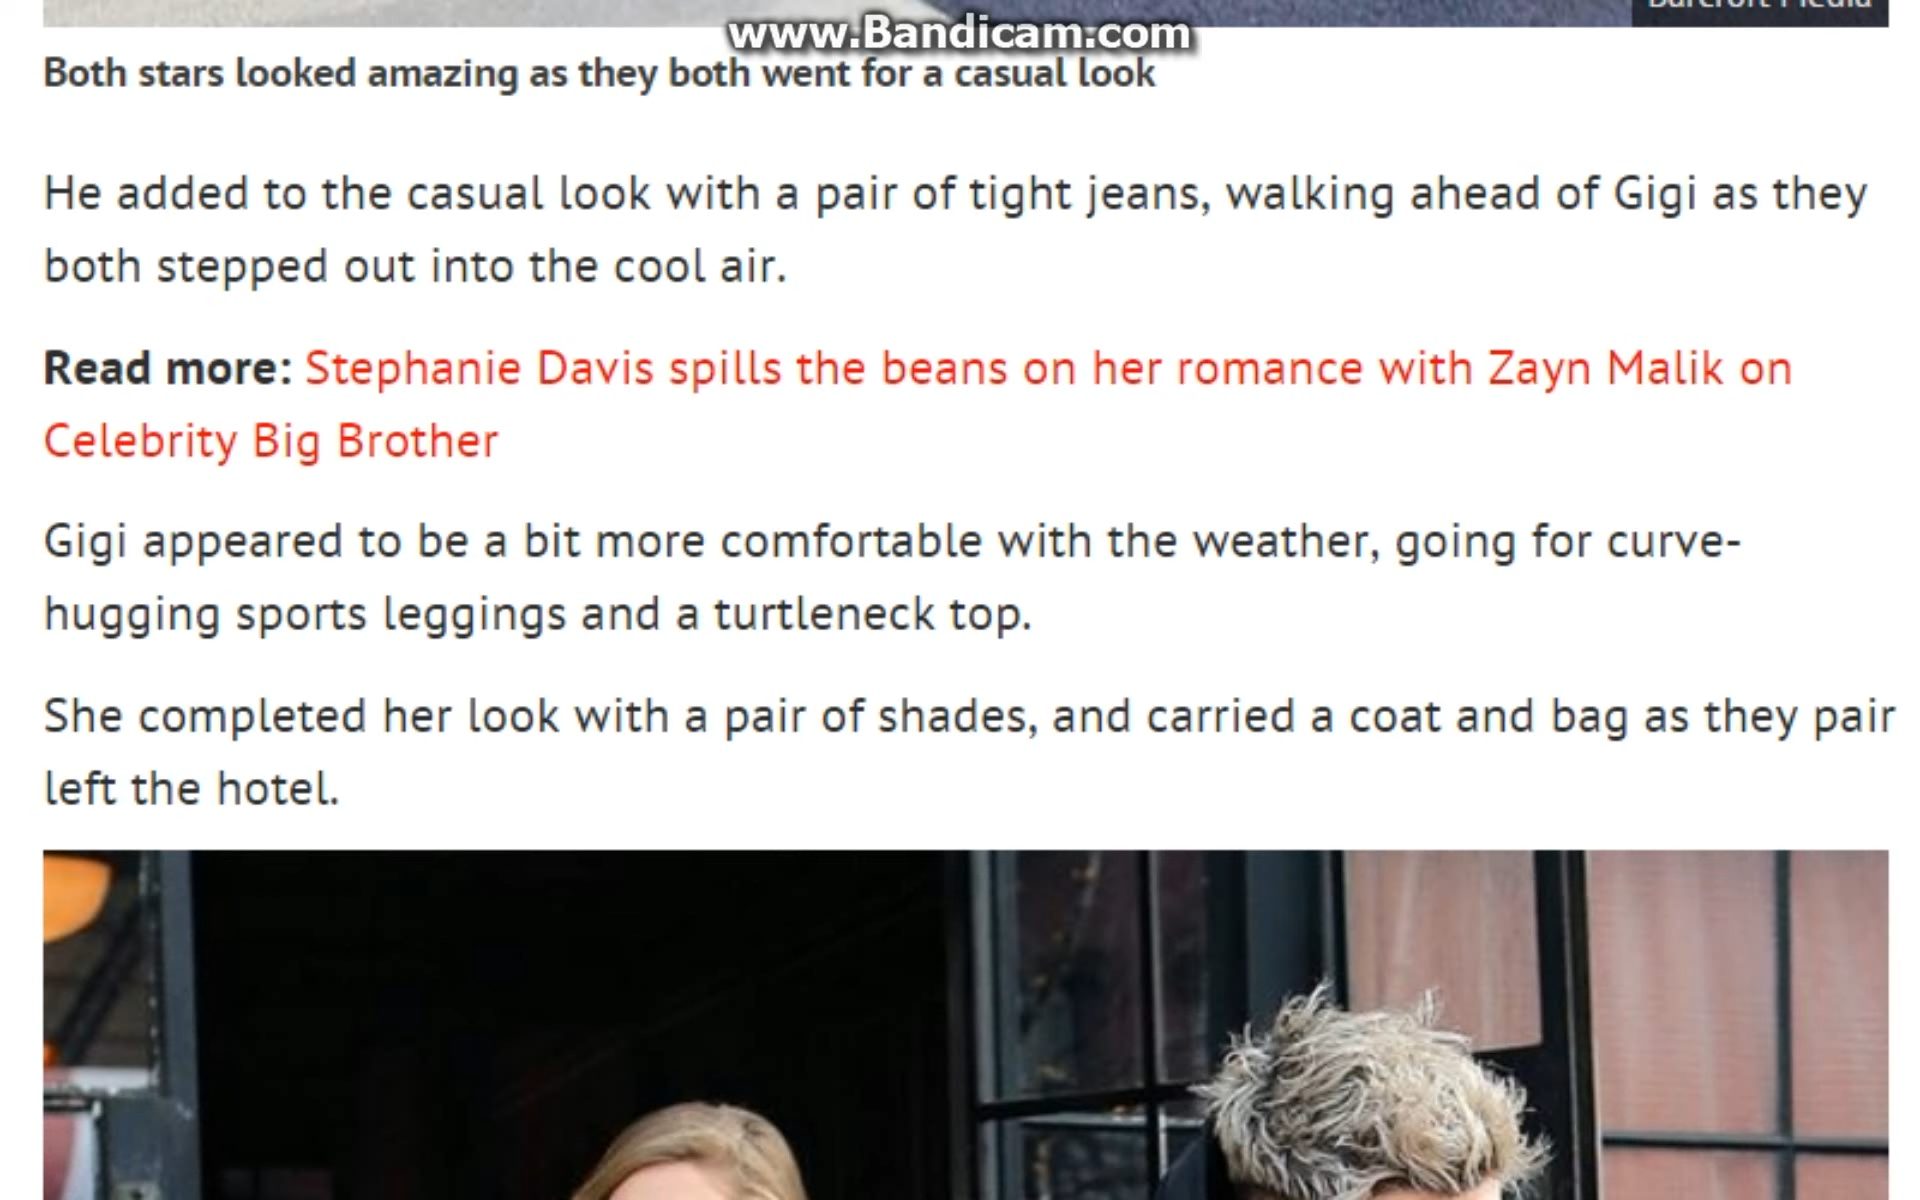 www.Bandicam.com
Both stars looked amazing as they both went for a casual look
He added to the casual look with a pair of tight jeans, walking ahead of Gigi as they
both stepped out into the cool air.
Read more: Stephanie Davis spills the beans on her romance with Zayn Malik on
Celebrity Big Brother
Gigi appeared to be a bit more comfortable with the weather, going for curve-
hugging sports leggings and a turtleneck top.
She completed her look with a pair of shades, and carried a coat and bag as they pair
left the hotel.